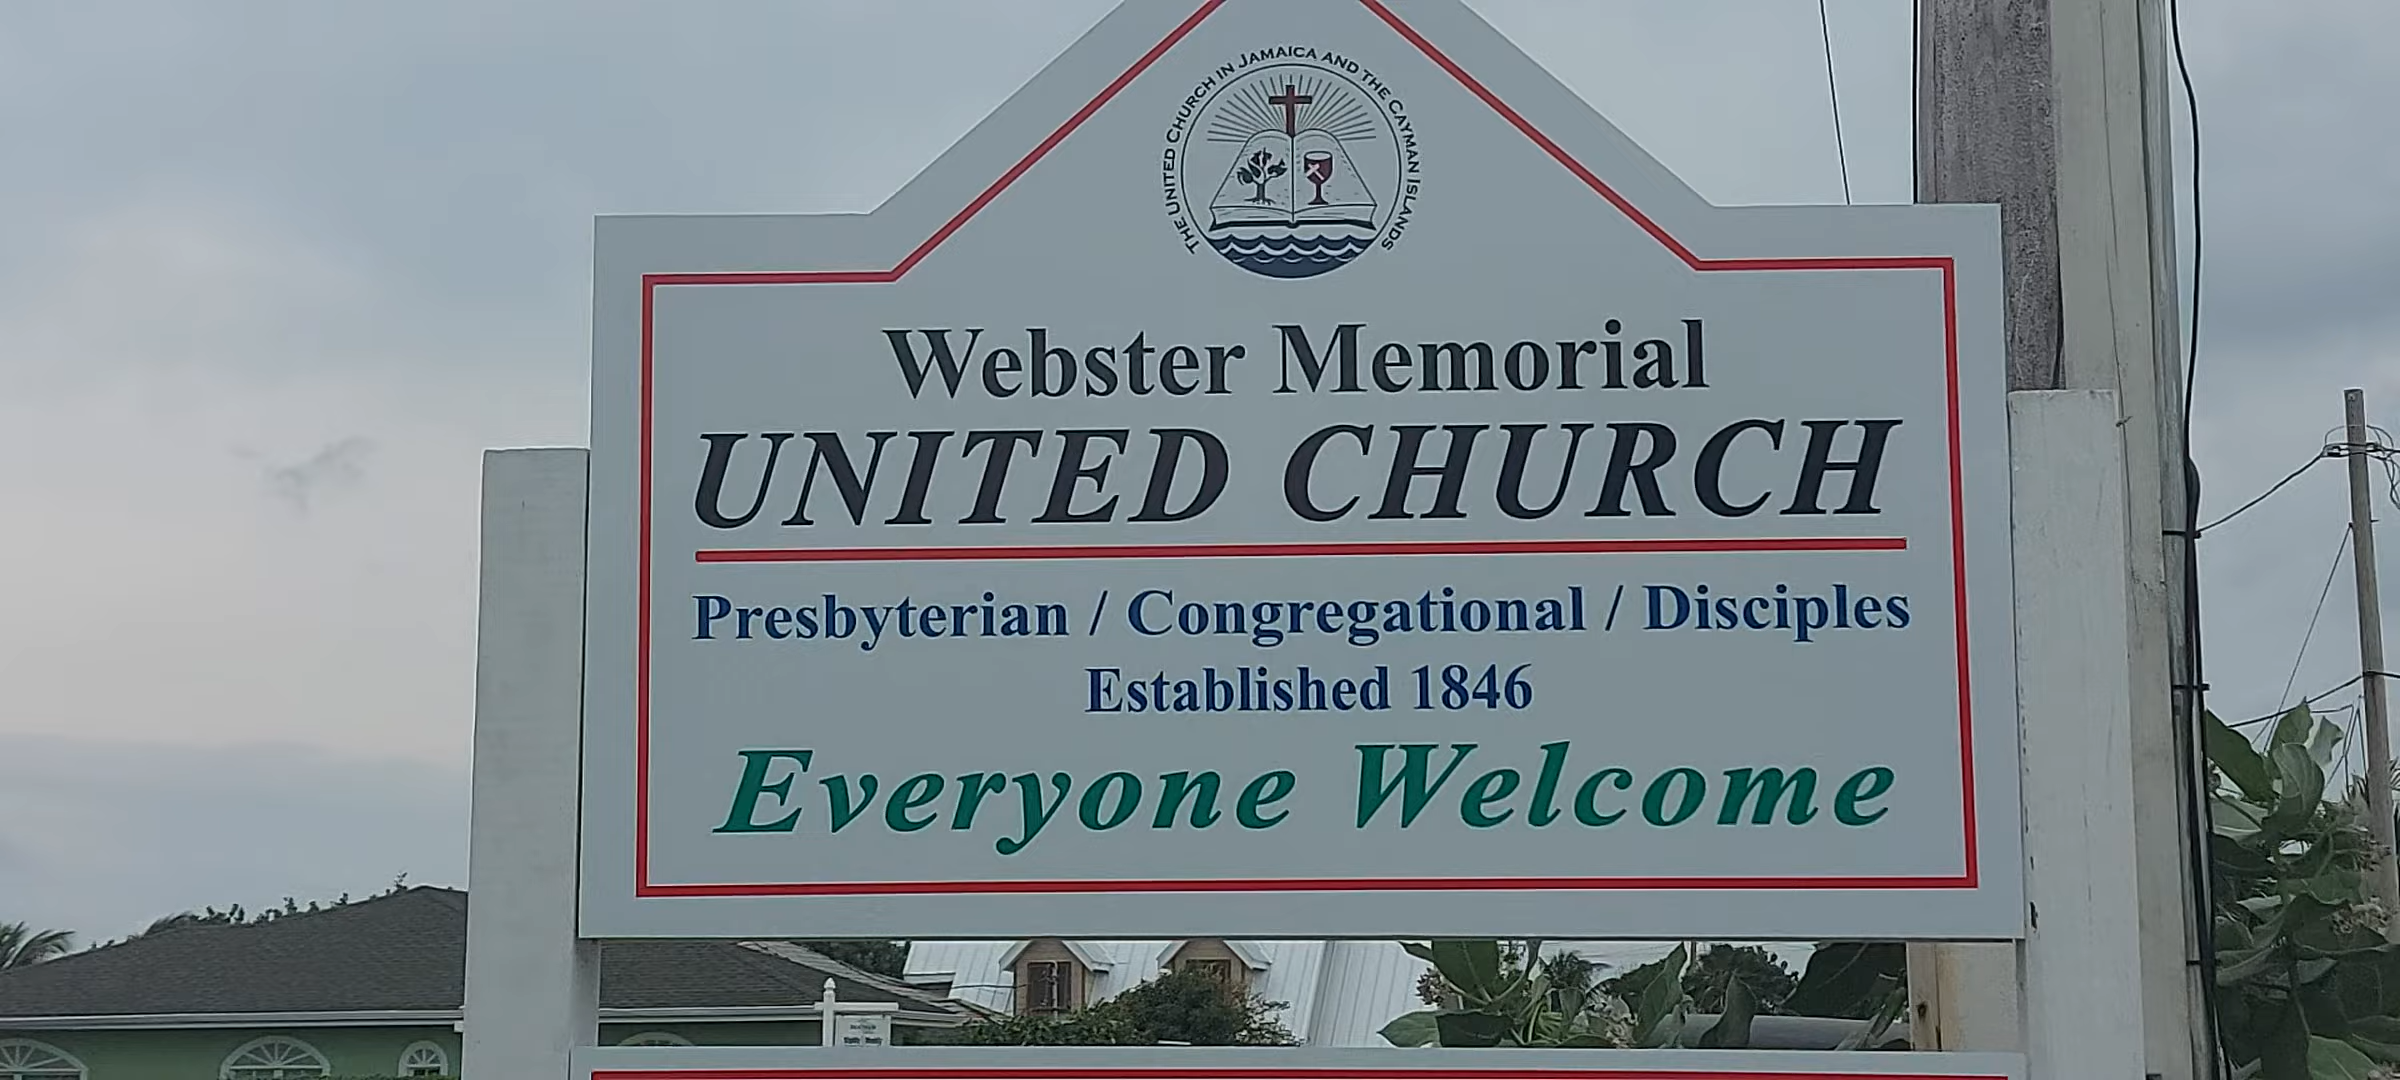 THE UNITED CHURCH IN JAMAICA AND THE CAYMAN ISLANDS
Webster Memorial
UNITED CHURCH
Presbyterian / Congregational / Disciples
Established 1846
Everyone Welcome